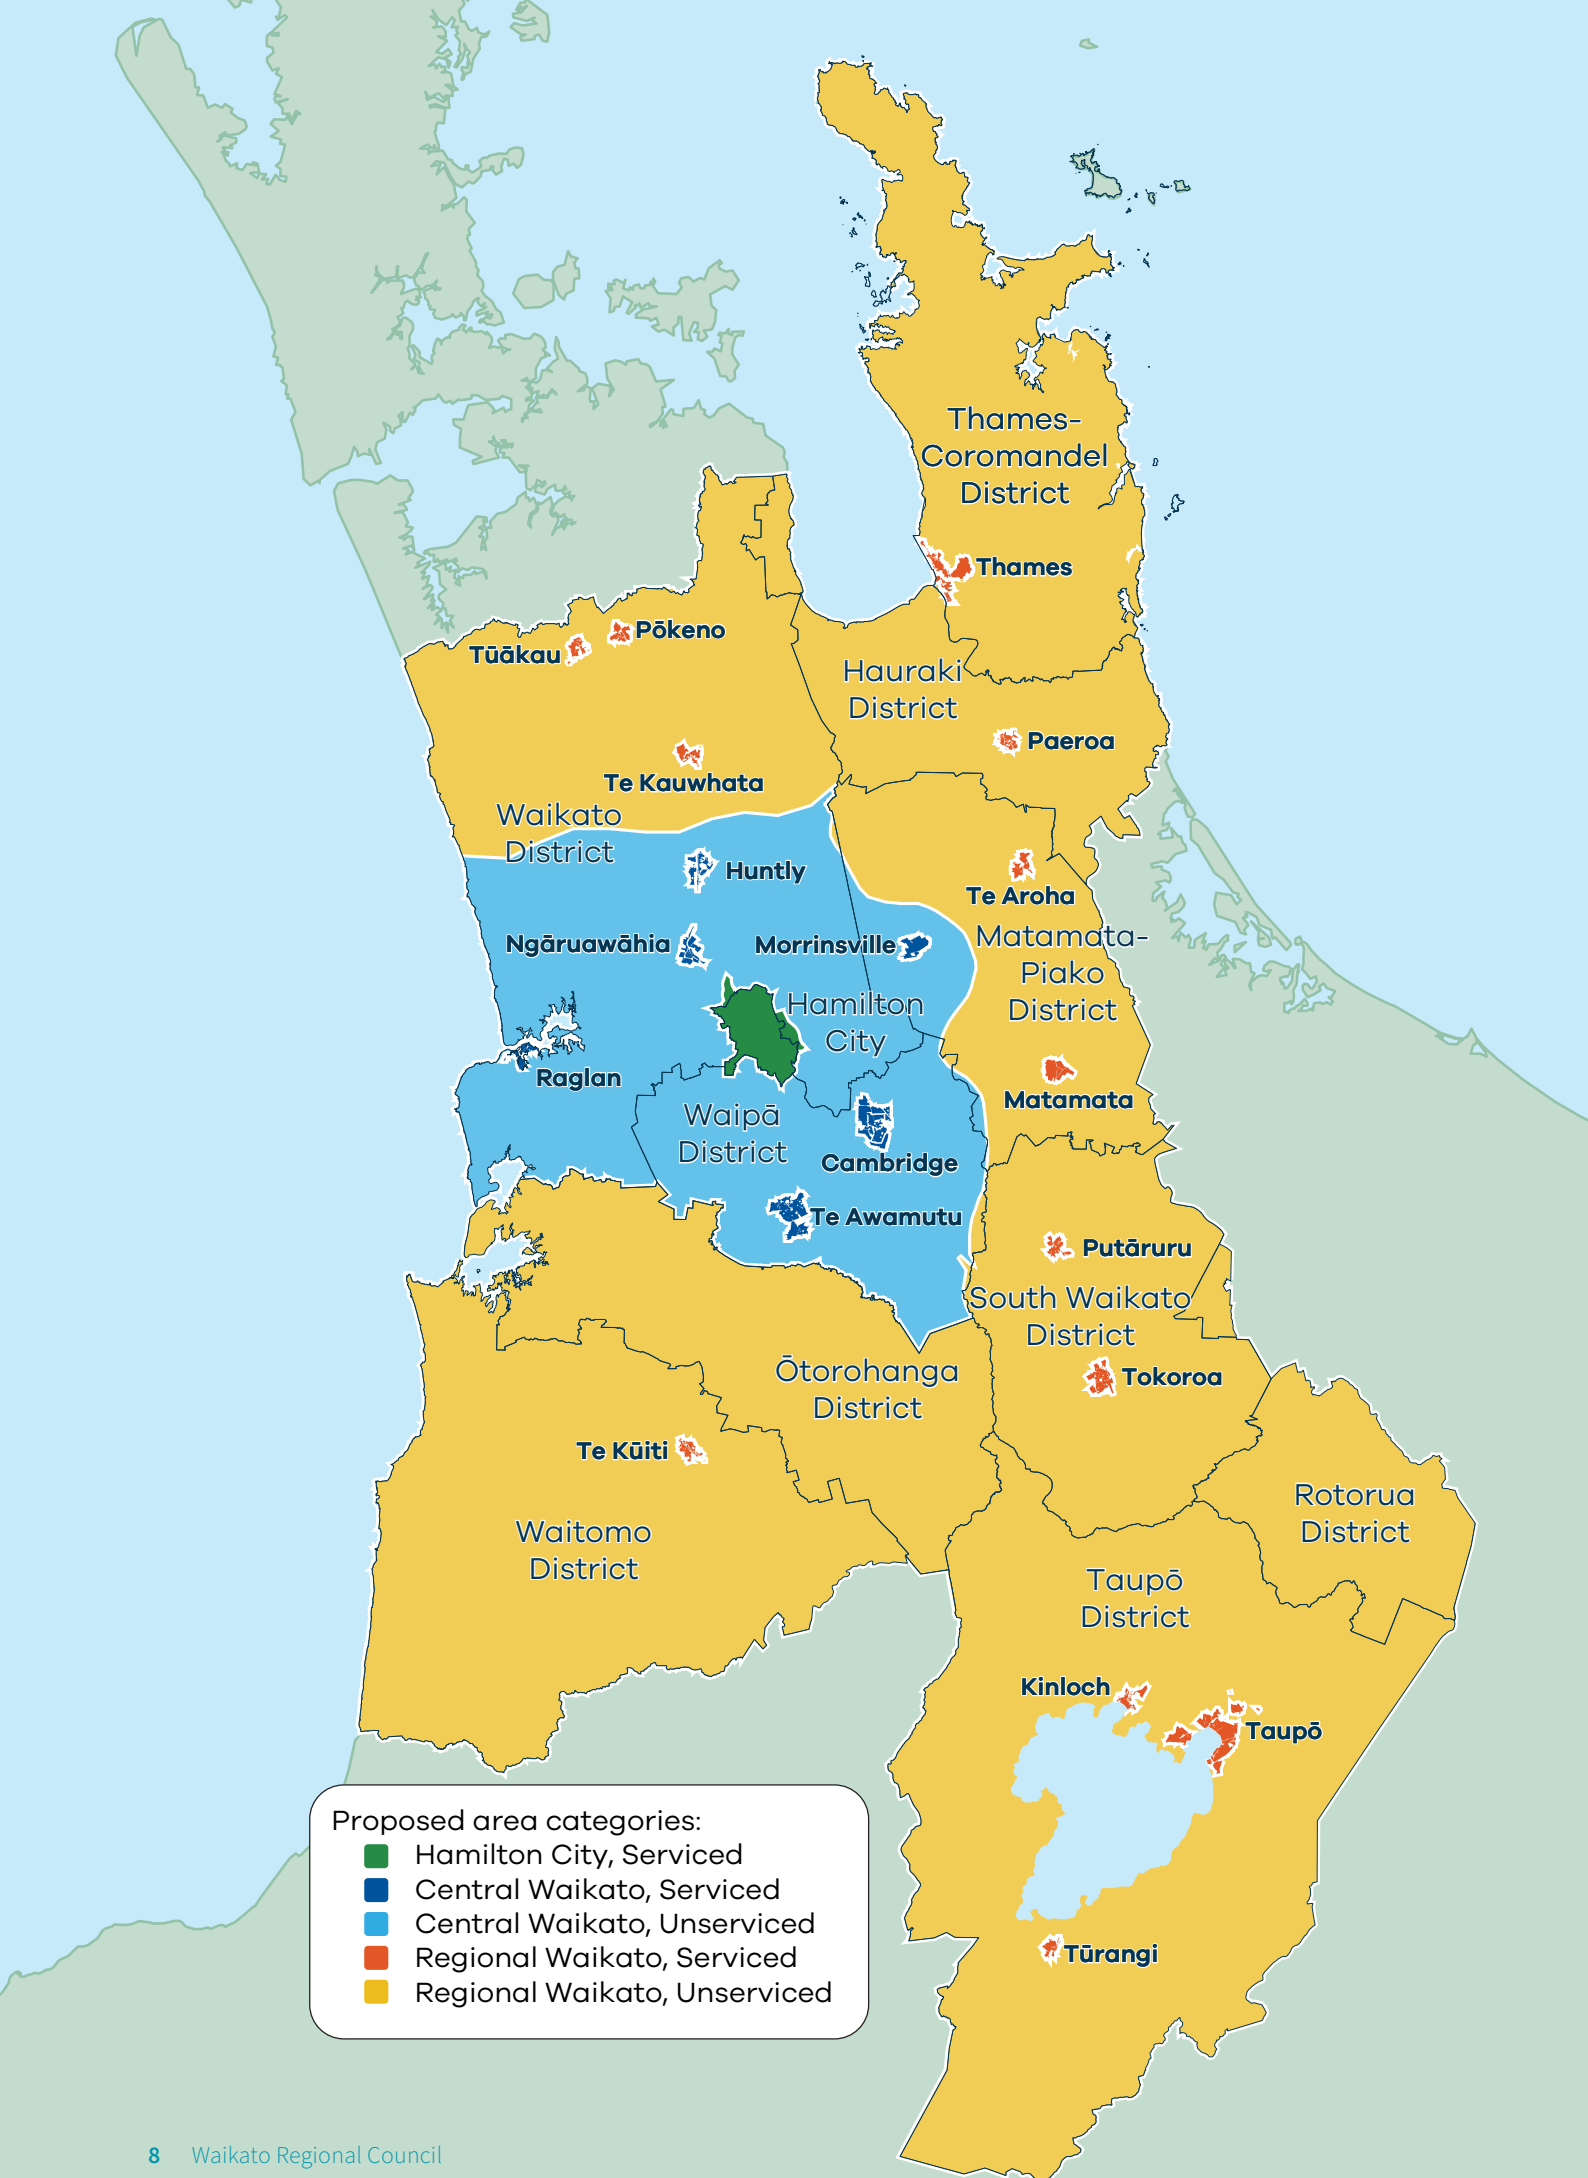 Thames-
Coromandel
District
Thames
Pōkeno
Tūākau
Hauraki
District
Paeroa
Te Kauwhata
Waikato
District
Huntly
Te Aroha
Ngāruawāhia
Morrinsville
Matamata-
Piako
District
Hamilton
City
Raglan
Matamata
Waipā
District
Cambridge
Te Awamutu
Putāruru
South Waikato
District
Ōtorohanga
District
Tokoroa
Te Kūiti
Rotorua
District
Waitomo
District
Taupō
District
Kinloch
Taupō
Tūrangi
Proposed area categories:
Hamilton City, Serviced
Central Waikato, Serviced
Central Waikato, Unserviced
Regional Waikato, Serviced
Regional Waikato, Unserviced
8 Waikato Regional Council